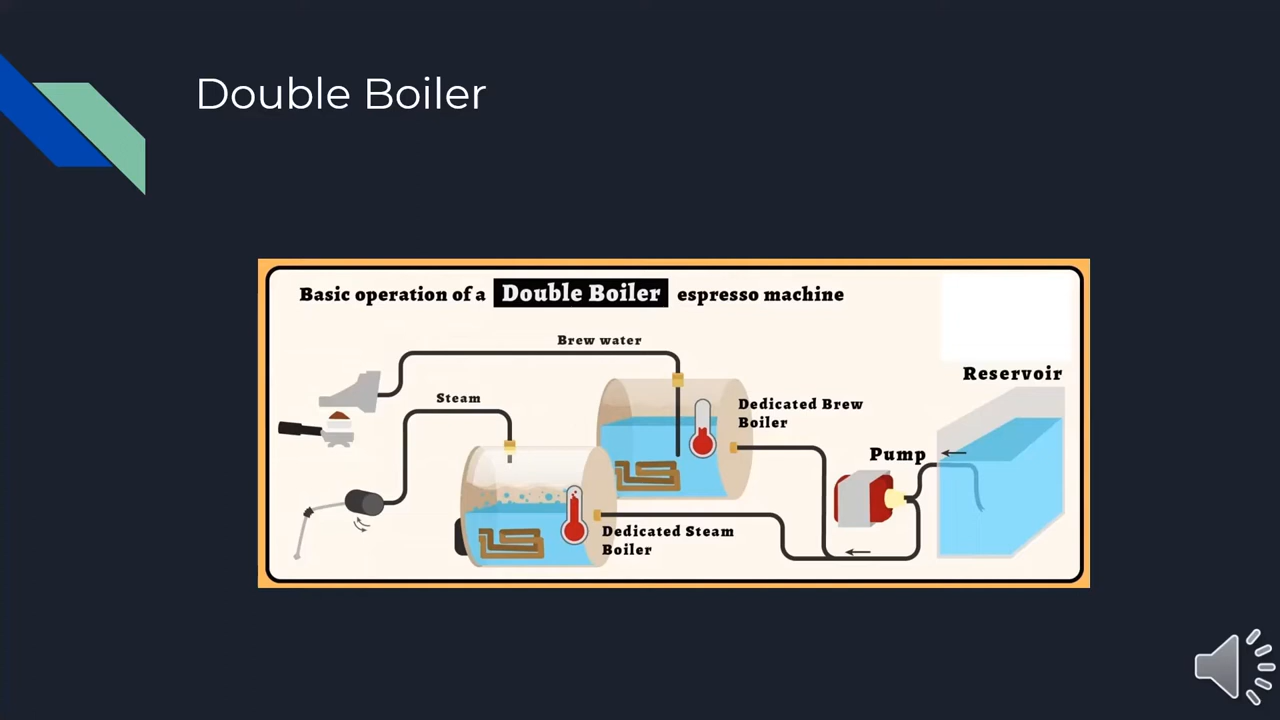 Double Boiler
Basic operation of a Double Boiler espresso machine
Brew water
Reservoir
Steam
Dedicated Brew
Boiler
Pump
Dedicated Steam
Boiler